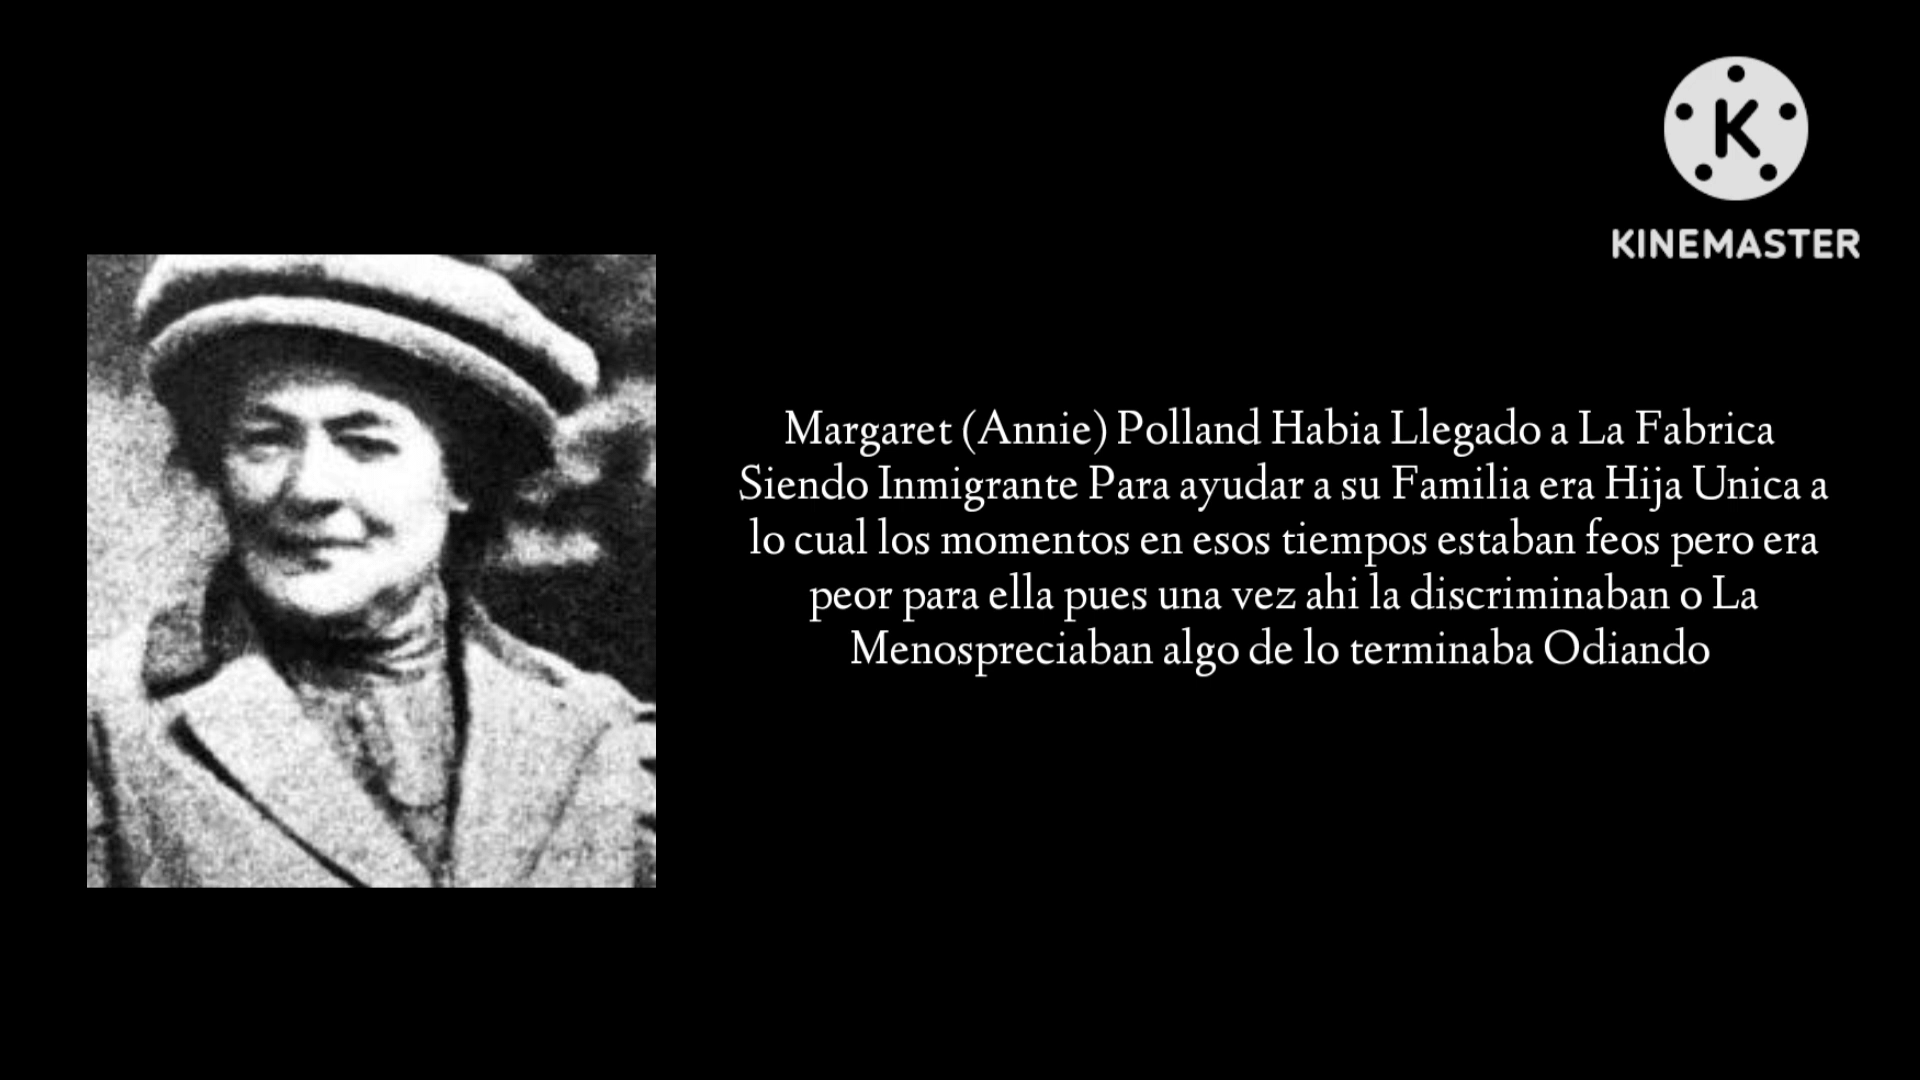 KINEMASTER
Margaret (Annie) Polland Habia Llegado a La Fabrica
Siendo Inmigrante Para ayudar a su Familia era Hija Unica a
lo cual los momentos en esos tiempos estaban feos pero era
peor para ella pues una vez ahi la discriminaban o La
Menospreciaban algo de lo terminaba Odiando